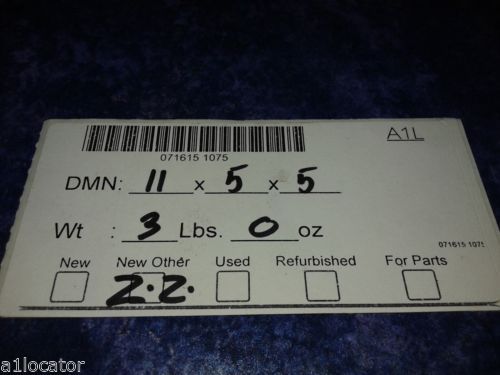 A1L
071615 1075
DMN: 11 x 5 x 5
Wt : 3 Lbs. 0 oz
071615 1075
New New Other Used Refurbished For Parts
2.2.
a1locator a1locator